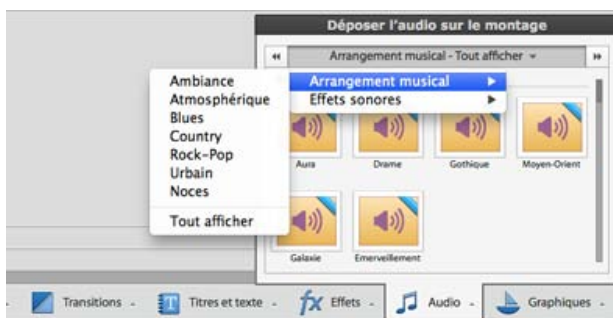 Déposer l'audio sur le montage
Arrangement musical - Tout afficher
Arrangement musical
Effets sonores
Ambiance
Atmosphérique
Blues
Country
Rock-Pop
Urbain
Noces
Tout afficher
Aura
Drame
Gothique
Moyen-Orient
Galaxie
Emerveillement
Transitions
T
Titres et texte
fx Effets
Audio
Graphiques